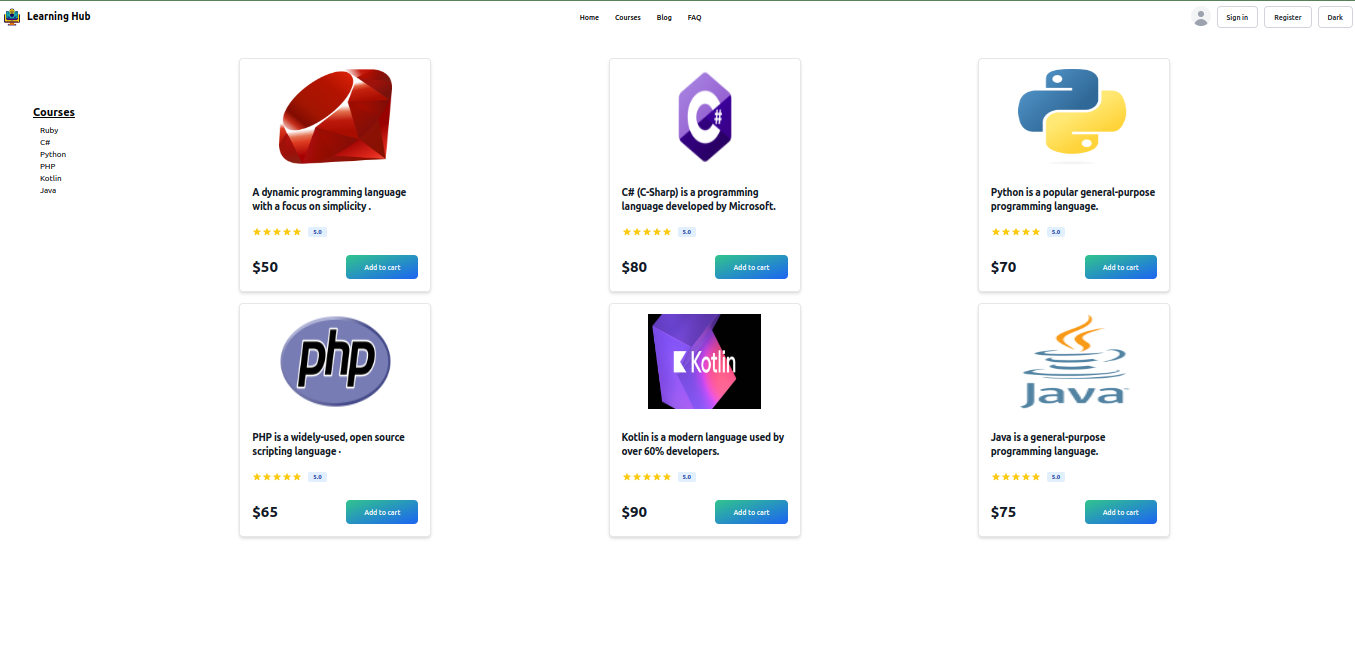 Learning Hub
Home Courses Blog FAQ
Sign in Register Dark
Courses
Ruby
C#
Python
PHP
Kotlin
Java
A dynamic programming language
with a focus on simplicity .
5.0
$50 Add to cart
C#
C# (C-Sharp) is a programming
language developed by Microsoft.
5.0
$80 Add to cart
Python is a popular general-purpose
programming language.
5.0
$70 Add to cart
php
PHP is a widely-used, open source
scripting language ·
5.0
$65 Add to cart
Kotlin
Kotlin is a modern language used by
over 60% developers.
5.0
$90 Add to cart
Java
Java is a general-purpose
programming language.
5.0
$75 Add to cart